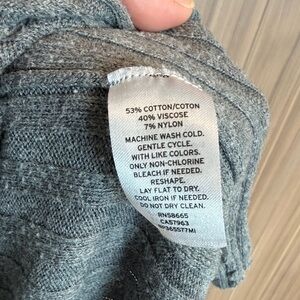 53% COTTON/COTON
40% VISCOSE
7% NYLON
MACHINE WASH COLD.
GENTLE CYCLE.
WITH LIKE COLORS.
ONLY NON-CHLORINE
BLEACH IF NEEDED.
RESHAPE.
LAY FLAT TO DRY.
COOL IRON IF NEEDED.
DO NOT DRY CLEAN.
RN58665
CA57963